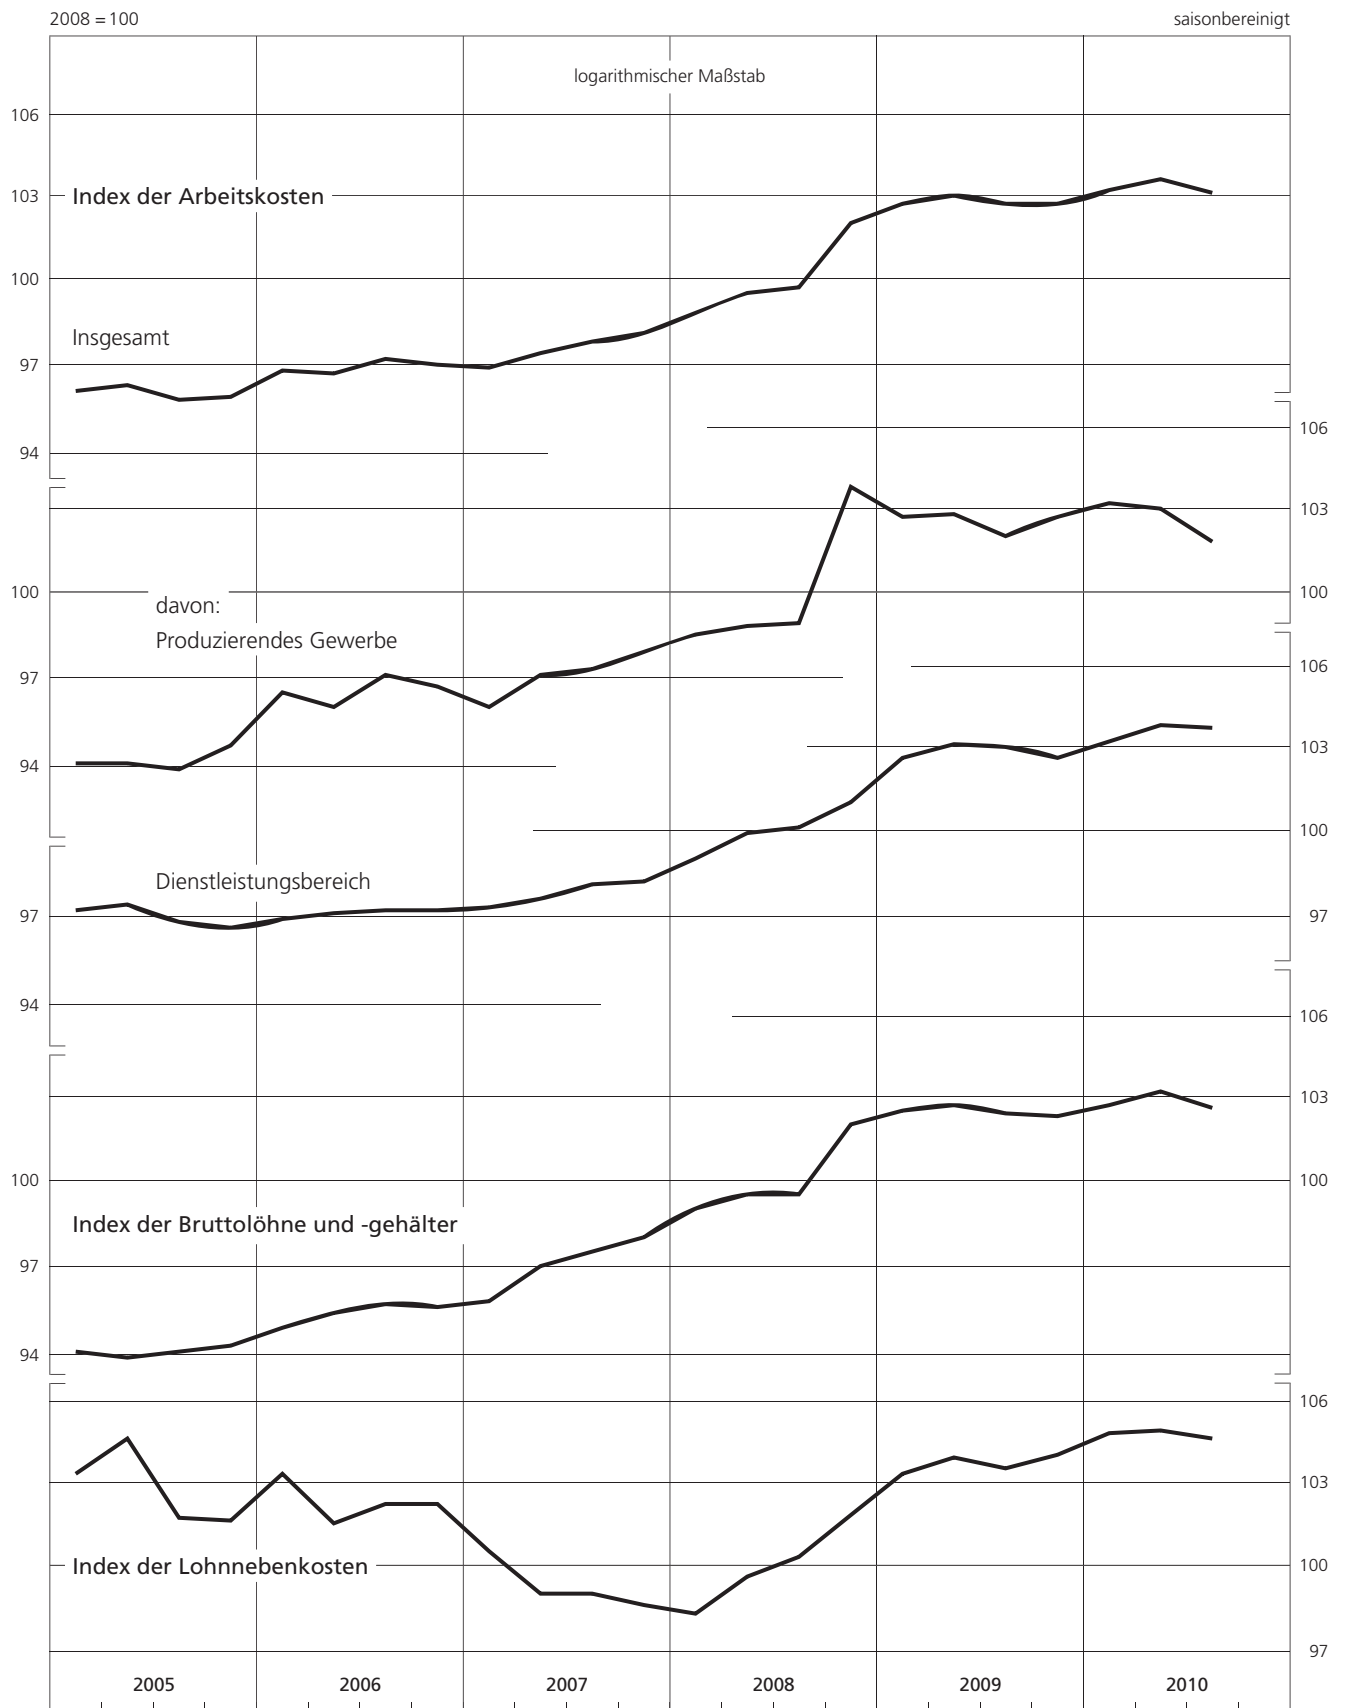 2008 = 100
saisonbereinigt
logarithmischer Maßstab
106
103
Index der Arbeitskosten
100
Insgesamt
97
106
94
103
100
100
davon:
Produzierendes Gewerbe
106
97
103
94
100
Dienstleistungsbereich
97
97
94
106
103
100
100
Index der Bruttolöhne und -gehälter
97
94
106
103
Index der Lohnnebenkosten
100
97
2005 2006 2007 2008 2009 2010